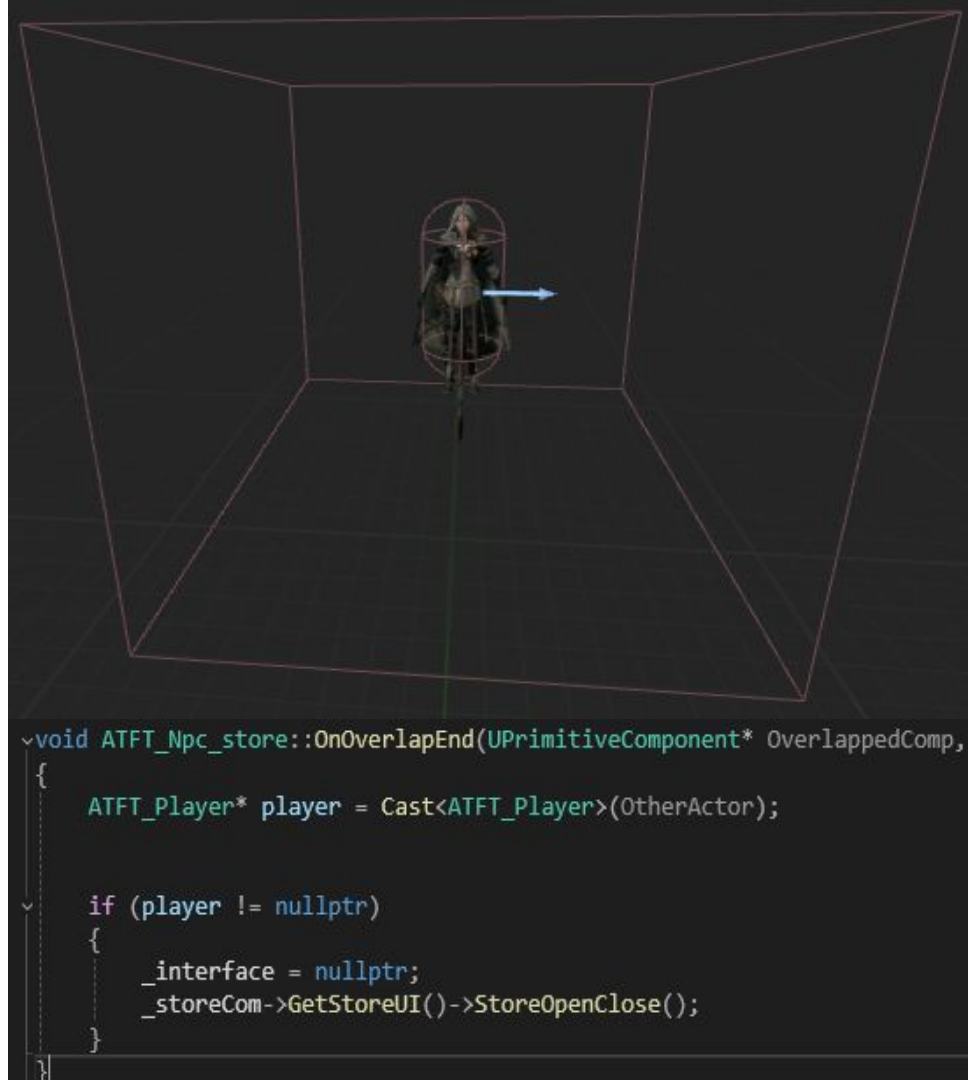 void ATFT_Npc_store::OnOverlapEnd(UPrimitiveComponent* OverlappedComp,
{
ATFT_Player* player = Cast<ATFT_Player>(OtherActor);
if (player != nullptr)
{
_interface = nullptr;
_storeCom->GetStoreUI()->StoreOpenClose();
}
}